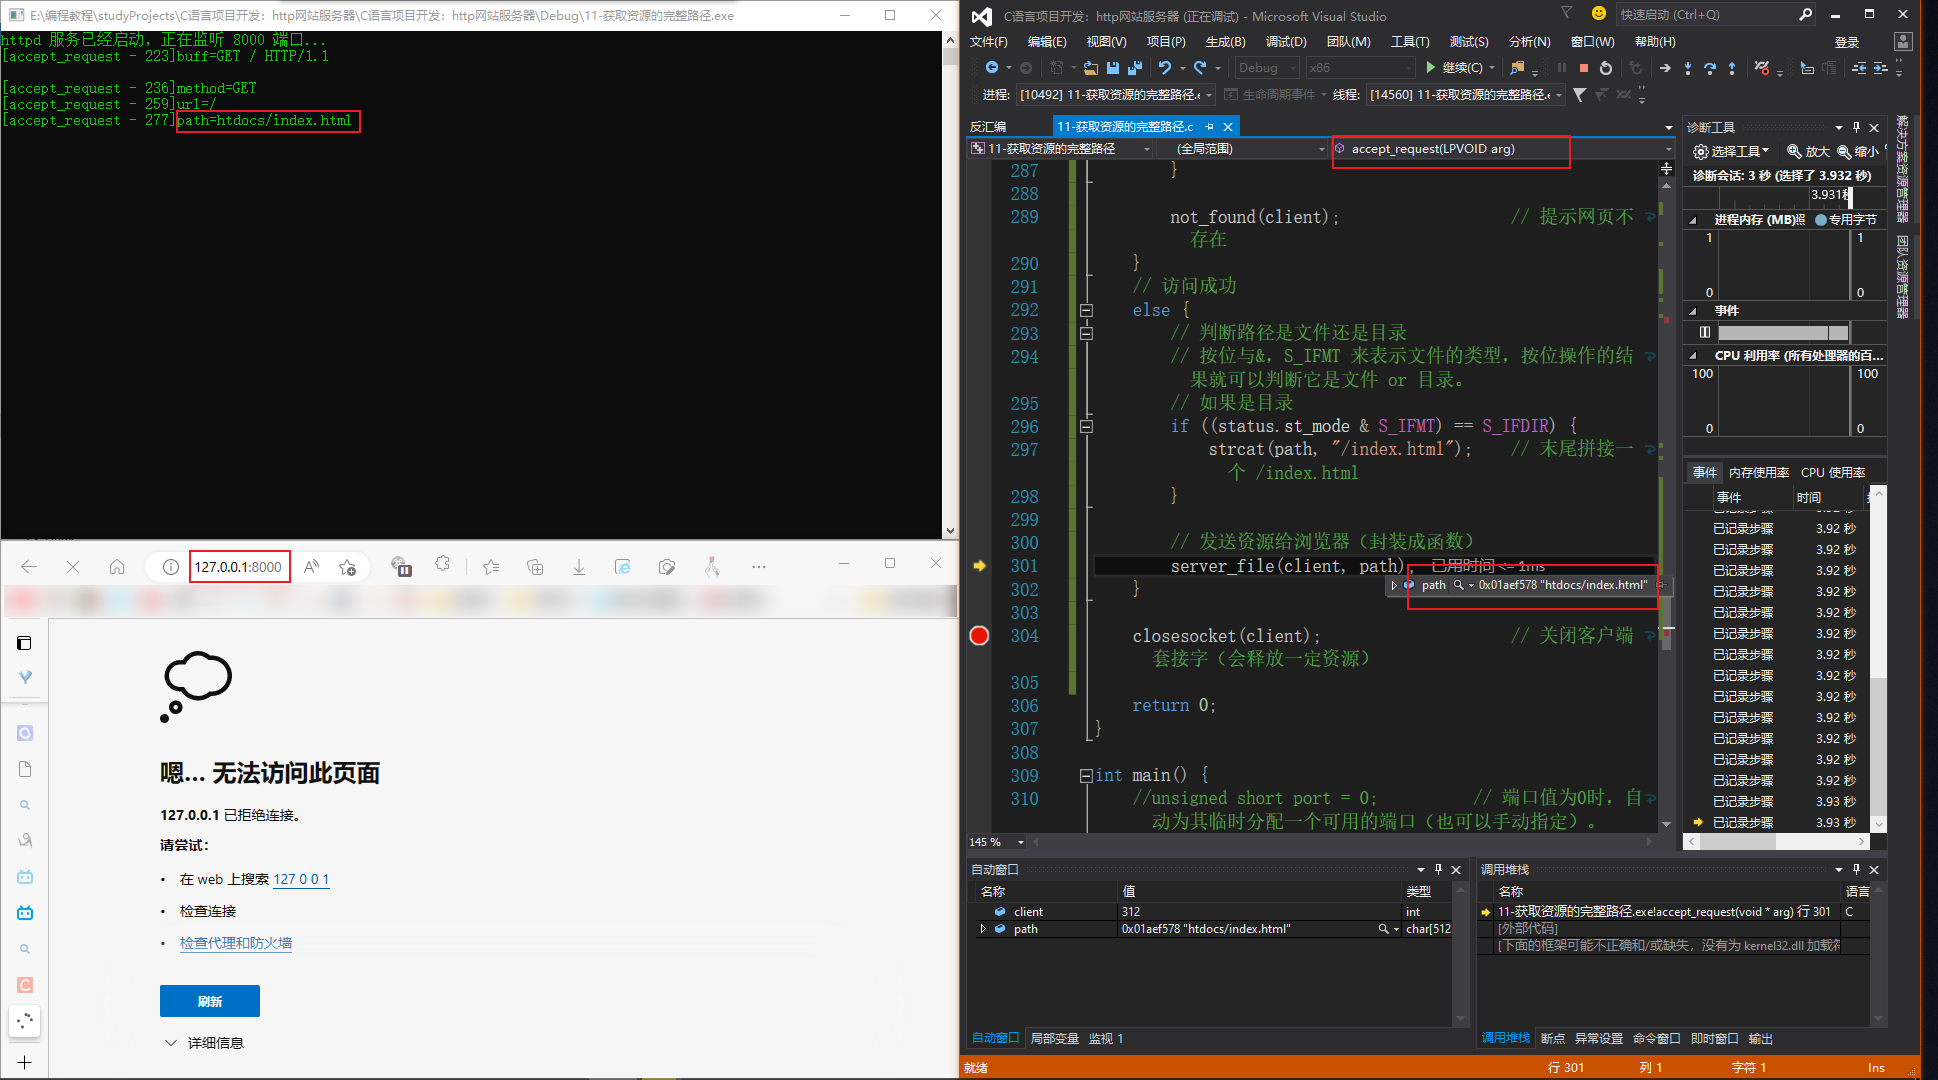 E:\编程教程\studyProjects\C语言项目开发：http网站服务器\C语言项目开发：http网站服务器\Debug\11-获取资源的完整路径.exe
httpd 服务已经启动，正在监听 8000 端口...
[accept_request - 223]buff=GET / HTTP/1.1
[accept_request - 236]method=GET
[accept_request - 259]url=/
[accept_request - 277]path=htdocs/index.html
127.0.0.1:8000
嗯... 无法访问此页面
127.0.0.1 已拒绝连接。
请尝试：
• 在 web 上搜索 127 0 0 1
• 检查连接
• 检查代理和防火墙
刷新
详细信息
C语言项目开发：http网站服务器 (正在调试) - Microsoft Visual Studio
快速启动 (Ctrl+Q)
文件(F) 编辑(E) 视图(V) 项目(P) 生成(B) 调试(D) 团队(M) 工具(T) 测试(S) 分析(N) 窗口(W) 帮助(H) 登录
Debug x86 继续(C)
进程: [10492] 11-获取资源的完整路径.e 生命周期事件 线程: [14560] 11-获取资源的完整路径.e
反汇编 11-获取资源的完整路径.c
11-获取资源的完整路径 (全局范围) accept_request(LPVOID arg)
287 }
288
289 not_found(client); // 提示网页不
存在
290 }
291 // 访问成功
292 else {
293 // 判断路径是文件还是目录
294 // 按位与&，S_IFMT 来表示文件的类型，按位操作的结
果就可以判断它是文件 or 目录。
295 // 如果是目录
296 if ((status.st_mode & S_IFMT) == S_IFDIR) {
297 strcat(path, "/index.html"); // 末尾拼接一
个 /index.html
298 }
299
300 // 发送资源给浏览器（封装成函数）
301 server_file(client, path); 已用时间 <= 1ms
path 0x01aef578 "htdocs/index.html"
302 }
303
304 closesocket(client); // 关闭客户端
套接字（会释放一定资源）
305
306 return 0;
307 }
308
309 int main() {
310 //unsigned short port = 0; // 端口值为0时，自
动为其临时分配一个可用的端口（也可以手动指定）。
145 %
诊断工具
选择工具 放大 缩小
诊断会话: 3 秒 (选择了 3.932 秒)
3.931秒
进程内存 (MB) 照 专用字节
1 1
0 0
事件
CPU 利用率 (所有处理器的百...
100 100
0 0
事件 内存使用率 CPU 使用率
事件 时间
已记录步骤 3.92 秒
已记录步骤 3.92 秒
已记录步骤 3.92 秒
已记录步骤 3.92 秒
已记录步骤 3.92 秒
已记录步骤 3.92 秒
已记录步骤 3.92 秒
已记录步骤 3.92 秒
已记录步骤 3.92 秒
已记录步骤 3.92 秒
已记录步骤 3.92 秒
已记录步骤 3.92 秒
已记录步骤 3.92 秒
已记录步骤 3.93 秒
已记录步骤 3.93 秒
解决方案资源管理器
团队资源管理器
自动窗口
名称 值 类型
client 312 int
path 0x01aef578 "htdocs/index.html" char[512
自动窗口 局部变量 监视 1
调用堆栈
名称 语言
11-获取资源的完整路径.exe!accept_request(void * arg) 行 301 C
[外部代码]
[下面的框架可能不正确和/或缺失，没有为 kernel32.dll 加载符
调用堆栈 断点 异常设置 命令窗口 即时窗口 输出
就绪 行 301 列 1 字符 1 Ins